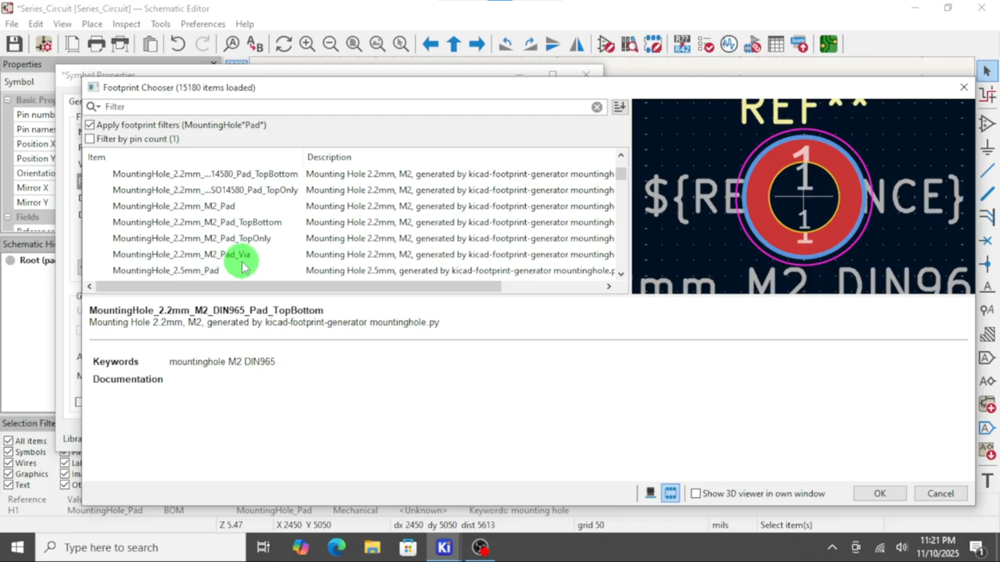 *Series_Circuit [Series_Circuit] — Schematic Editor
File Edit View Place Inspect Tools Preferences Help
Properties
*Symbol Properties
Symbol
Basic Prop
Pin numb
Pin names
Position X
Position Y
Orientatio
Mirror X
Mirror Y
Fields
Schematic Hi
Root (pa
Footprint Chooser (15180 items loaded)
Filter
Apply footprint filters (MountingHole*Pad*)
Filter by pin count (1)
Item Description
MountingHole_2.2mm_...14580_Pad_TopBottom Mounting Hole 2.2mm, M2, generated by kicad-footprint-generator mountingh
MountingHole_2.2mm_...SO14580_Pad_TopOnly Mounting Hole 2.2mm, M2, generated by kicad-footprint-generator mountingh
MountingHole_2.2mm_M2_Pad Mounting Hole 2.2mm, M2, generated by kicad-footprint-generator mountingh
MountingHole_2.2mm_M2_Pad_TopBottom Mounting Hole 2.2mm, M2, generated by kicad-footprint-generator mountingh
MountingHole_2.2mm_M2_Pad_TopOnly Mounting Hole 2.2mm, M2, generated by kicad-footprint-generator mountingh
MountingHole_2.2mm_M2_Pad_Via Mounting Hole 2.2mm, M2, generated by kicad-footprint-generator mountingh
MountingHole_2.5mm_Pad Mounting Hole 2.5mm, generated by kicad-footprint-generator mountinghole.p
REF**
1
1
${RE NCE}
1
1
mm M2 DIN96
MountingHole_2.2mm_M2_DIN965_Pad_TopBottom
Mounting Hole 2.2mm, M2, generated by kicad-footprint-generator mountinghole.py
Keywords mountinghole M2 DIN965
Documentation
Show 3D viewer in own window OK Cancel
Ge
Libra
Selection Filte
All items
Symbols
Wires Lal
Graphics Im
Text Ot
Reference Valu
H1 MountingHole_Pad BOM MountingHole_Pad Mechanical <Unknown> Keywords: mounting hole
Z 5.47 X 2450 Y 5050 dx 2450 dy 5050 dist 5613 grid 50 mils Select item(s)
Type here to search
Ki
11:21 PM
11/10/2025
1